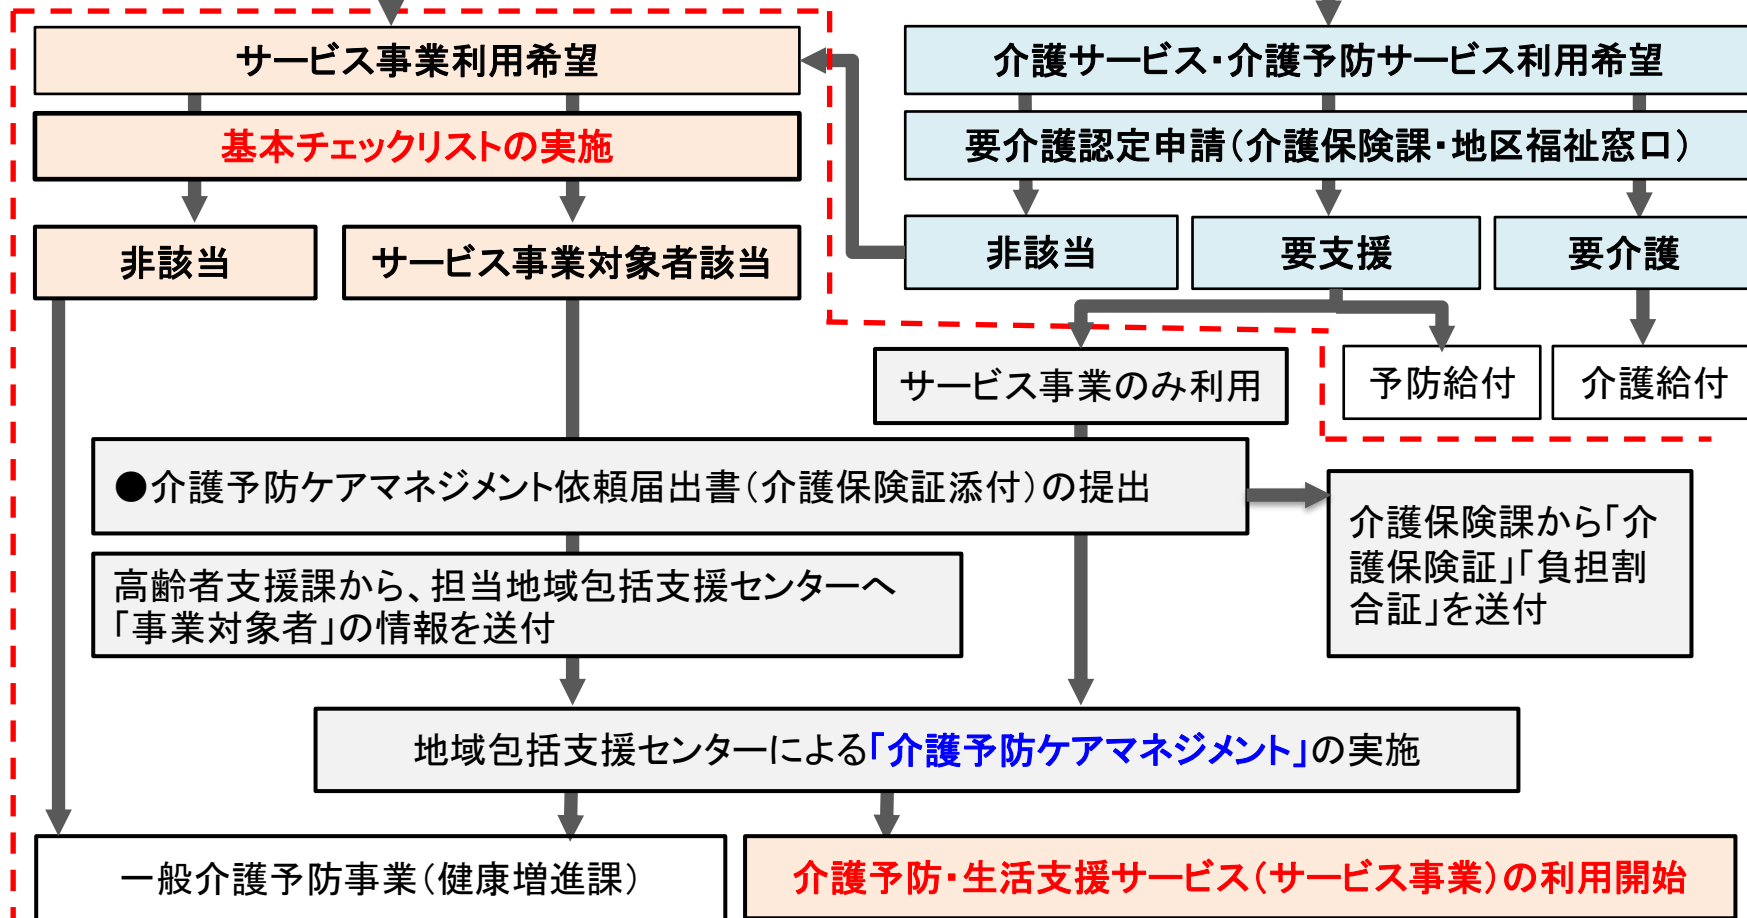 サービス事業利用希望
介護サービス・介護予防サービス利用希望
基本チェックリストの実施
要介護認定申請(介護保険課・地区福祉窓口)
非該当
サービス事業対象者該当
非該当
要支援
要介護
サービス事業のみ利用
予防給付
介護給付
●介護予防ケアマネジメント依頼届出書(介護保険証添付)の提出
介護保険課から「介
護保険証」「負担割
合証」を送付
高齢者支援課から、担当地域包括支援センターへ
「事業対象者」の情報を送付
地域包括支援センターによる「介護予防ケアマネジメント」の実施
一般介護予防事業(健康増進課)
介護予防・生活支援サービス(サービス事業)の利用開始